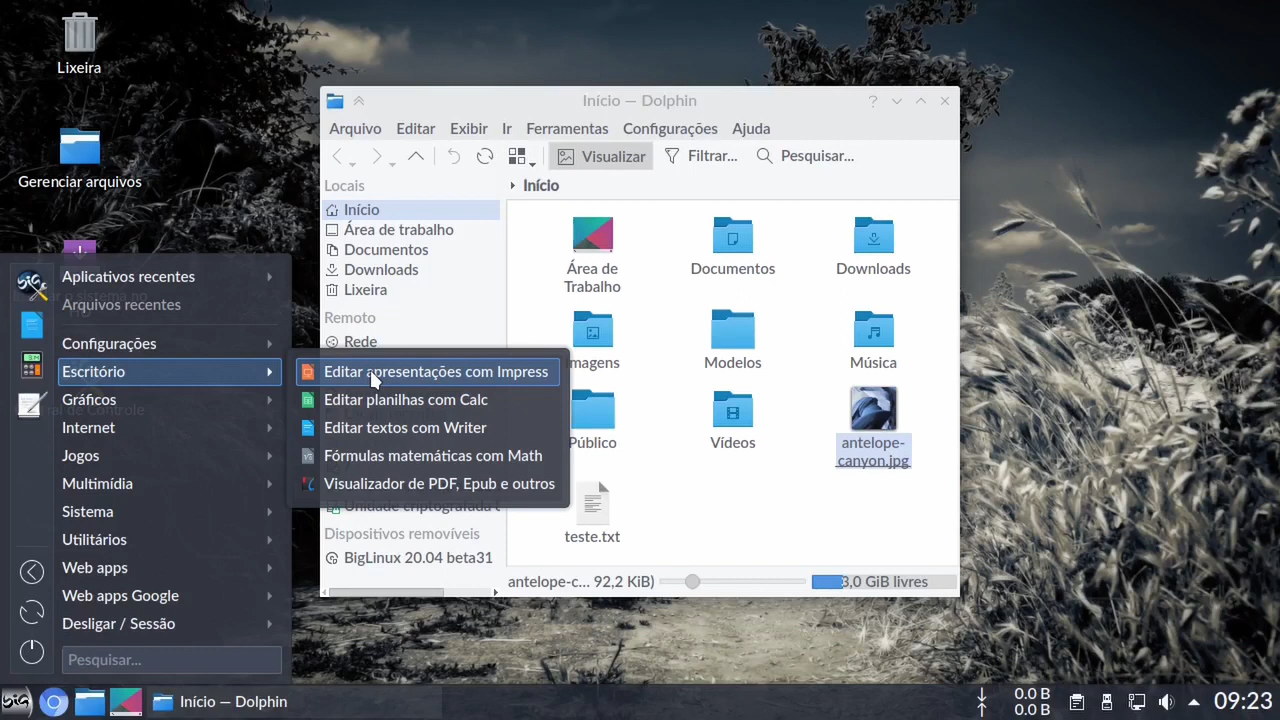 Lixeira
Gerenciar arquivos
Início — Dolphin
Arquivo Editar Exibir Ir Ferramentas Configurações Ajuda
Visualizar Filtrar... Pesquisar...
Locais
Início
Início
Área de trabalho
Documentos
Downloads
Lixeira
Remoto
Rede
Dispositivos removíveis
BigLinux 20.04 beta31
Área de
Trabalho
Documentos
Downloads
magens
Modelos
Música
Público
Vídeos
antelope-
canyon.jpg
teste.txt
antelope-c... 92,2 KiB)
3,0 GiB livres
Aplicativos recentes
Arquivos recentes
Configurações
Escritório
Gráficos
Internet
Jogos
Multimídia
Sistema
Utilitários
Web apps
Web apps Google
Desligar / Sessão
Pesquisar...
Editar apresentações com Impress
Editar planilhas com Calc
Editar textos com Writer
Fórmulas matemáticas com Math
Visualizador de PDF, Epub e outros
Início — Dolphin
0.0 B
0.0 B
09:23